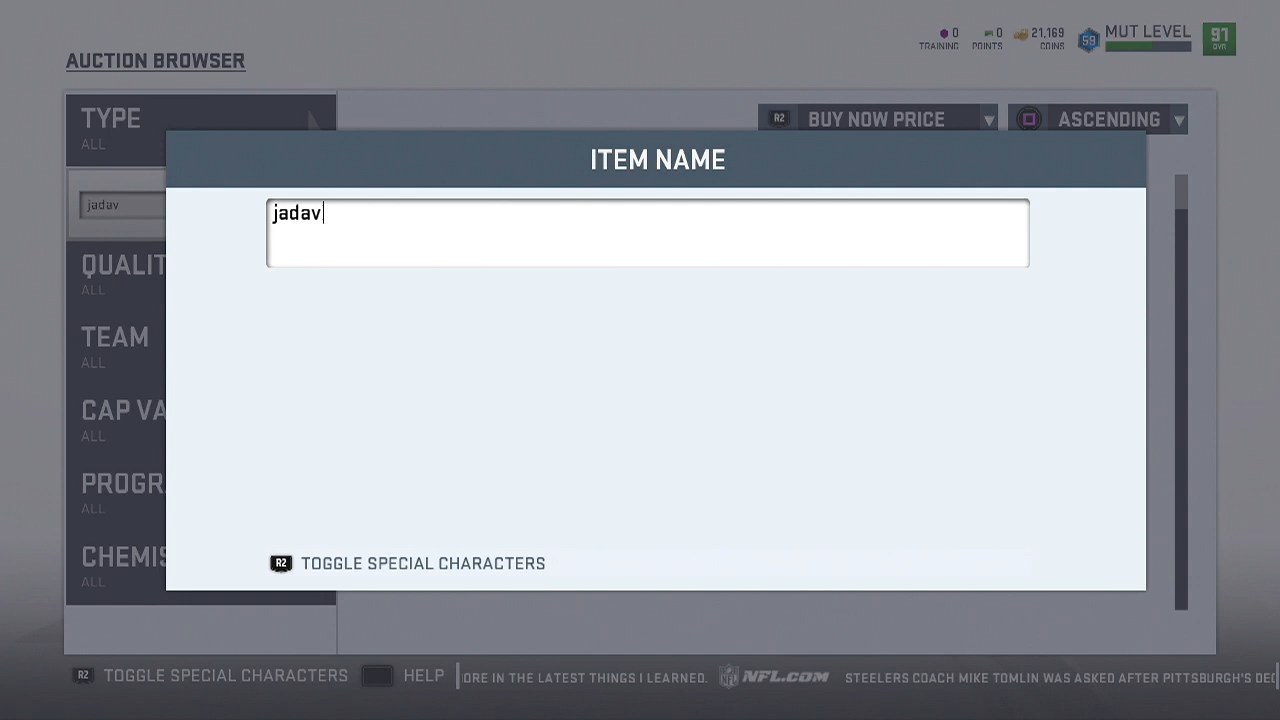 AUCTION BROWSER
0 TRAINING
0 POINTS
21,169 COINS
59
MUT LEVEL
91 OVR
TYPE
ALL
R2 BUY NOW PRICE
ASCENDING
ITEM NAME
jadav
jadav
QUALIT
ALL
TEAM
ALL
CAP VA
ALL
PROGRA
ALL
CHEMIS
ALL
R2 TOGGLE SPECIAL CHARACTERS
R2 TOGGLE SPECIAL CHARACTERS
HELP
ORE IN THE LATEST THINGS I LEARNED.
NFL NFL.COM
STEELERS COACH MIKE TOMLIN WAS ASKED AFTER PITTSBURGH'S DEC